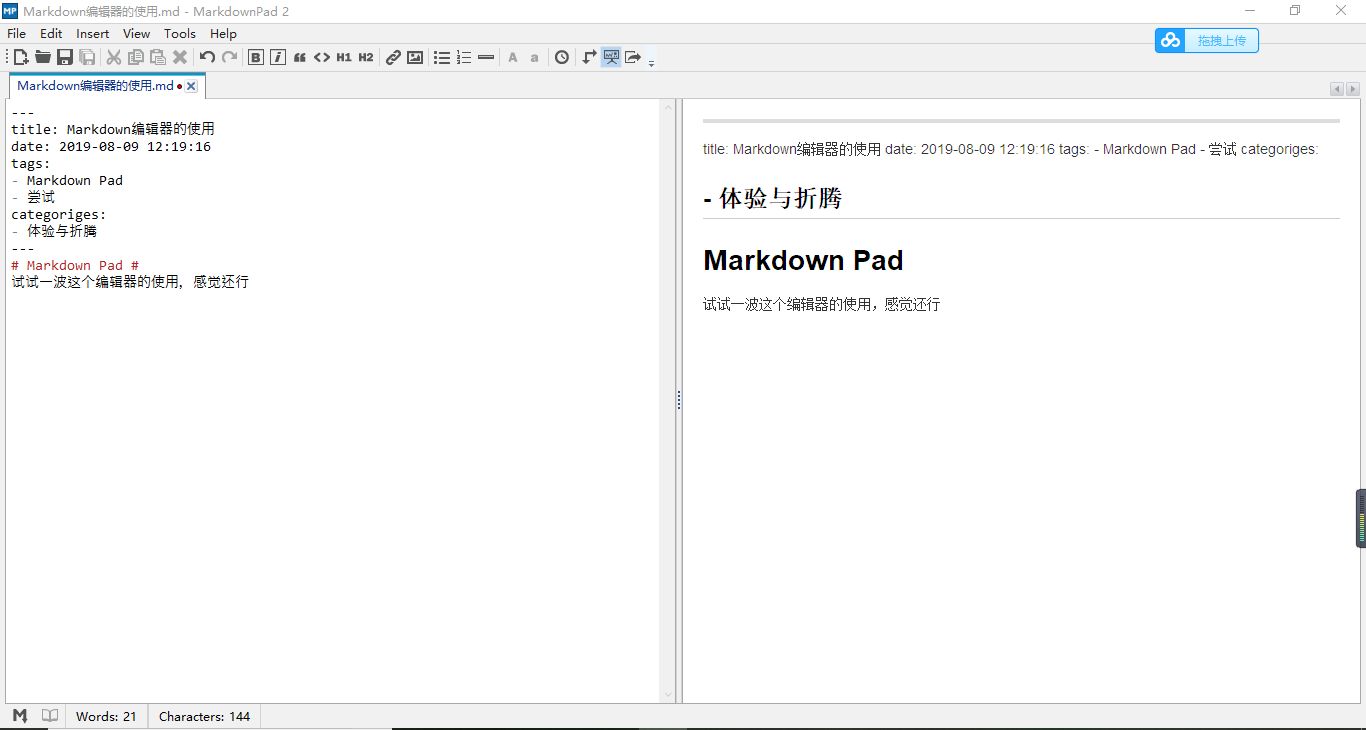 Markdown编辑器的使用.md - MarkdownPad 2
File Edit Insert View Tools Help
拖拽上传
B i “ <> H1 H2 A a
Markdown编辑器的使用.md
---
title: Markdown编辑器的使用
date: 2019-08-09 12:19:16
tags:
- Markdown Pad
- 尝试
categoriges:
- 体验与折腾
---
# Markdown Pad #
试试一波这个编辑器的使用, 感觉还行
title: Markdown编辑器的使用 date: 2019-08-09 12:19:16 tags: - Markdown Pad - 尝试 categoriges:
- 体验与折腾
Markdown Pad
试试一波这个编辑器的使用，感觉还行
Words: 21 Characters: 144